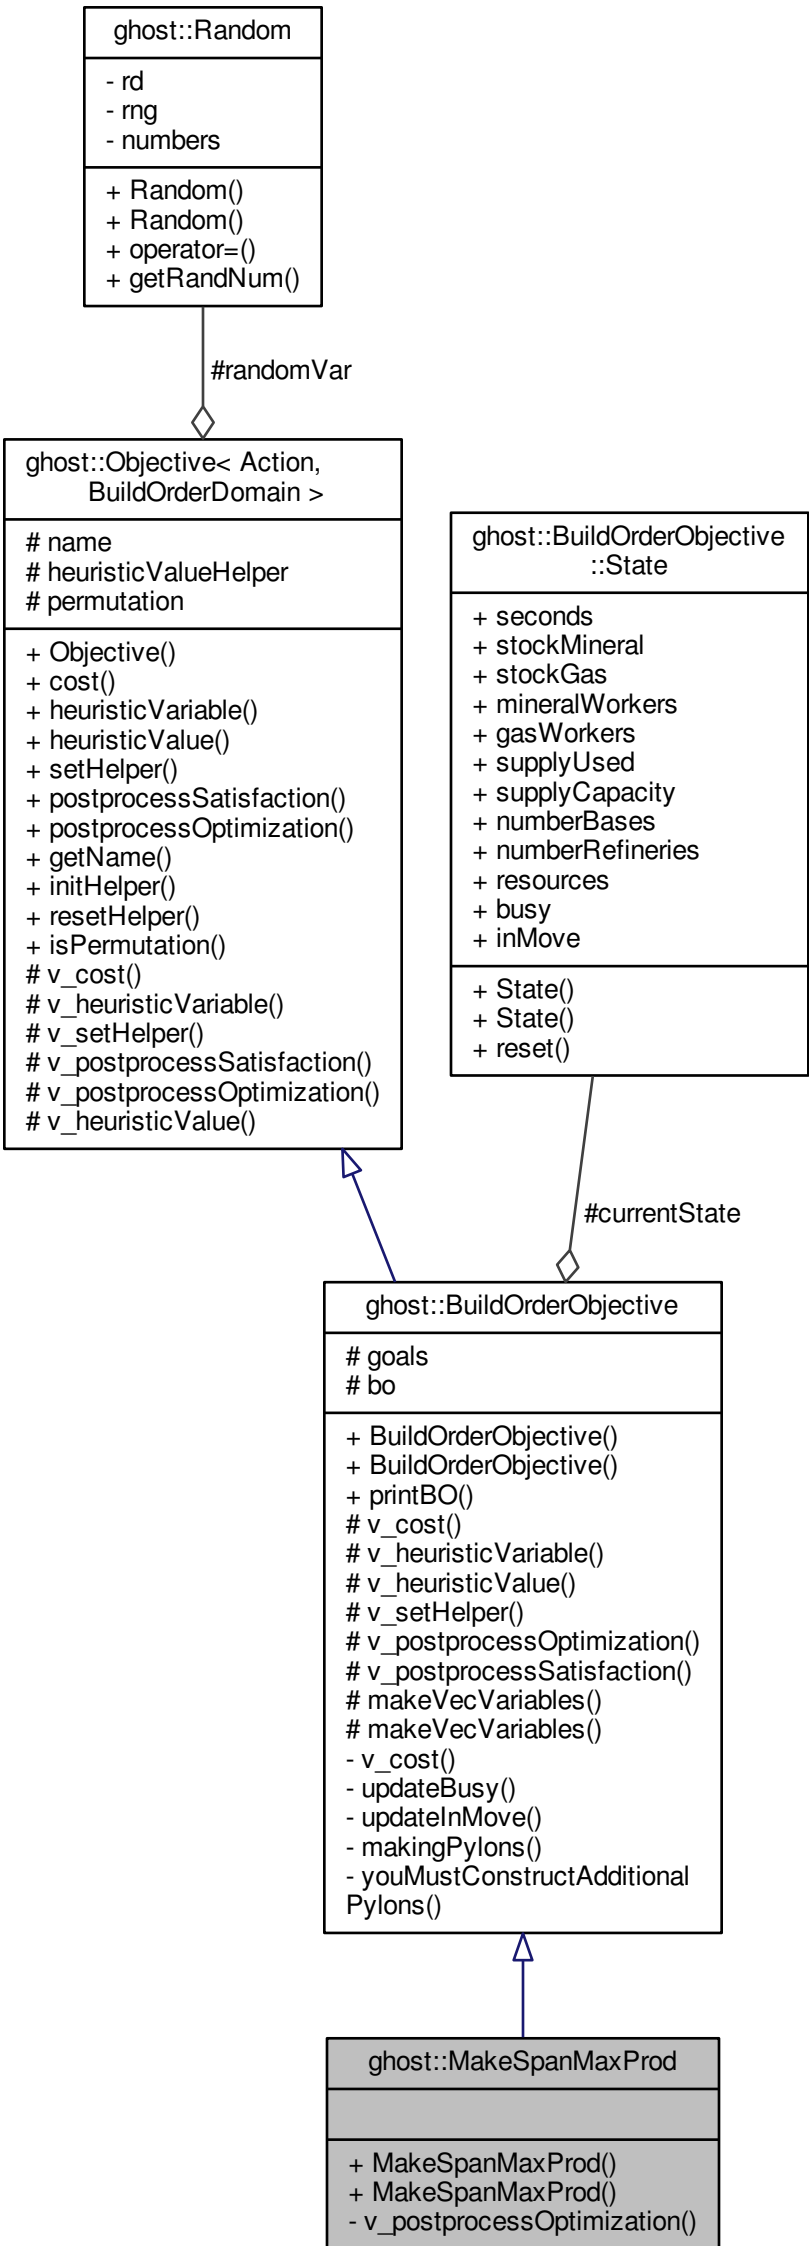 ghost::Random
- rd
- rng
- numbers
+ Random()
+ Random()
+ operator=()
+ getRandNum()
#randomVar
ghost::Objective< Action,
BuildOrderDomain >
# name
# heuristicValueHelper
# permutation
+ Objective()
+ cost()
+ heuristicVariable()
+ heuristicValue()
+ setHelper()
+ postprocessSatisfaction()
+ postprocessOptimization()
+ getName()
+ initHelper()
+ resetHelper()
+ isPermutation()
# v_cost()
# v_heuristicVariable()
# v_setHelper()
# v_postprocessSatisfaction()
# v_postprocessOptimization()
# v_heuristicValue()
ghost::BuildOrderObjective
::State
+ seconds
+ stockMineral
+ stockGas
+ mineralWorkers
+ gasWorkers
+ supplyUsed
+ supplyCapacity
+ numberBases
+ numberRefineries
+ resources
+ busy
+ inMove
+ State()
+ State()
+ reset()
#currentState
ghost::BuildOrderObjective
# goals
# bo
+ BuildOrderObjective()
+ BuildOrderObjective()
+ printBO()
# v_cost()
# v_heuristicVariable()
# v_heuristicValue()
# v_setHelper()
# v_postprocessOptimization()
# v_postprocessSatisfaction()
# makeVecVariables()
# makeVecVariables()
- v_cost()
- updateBusy()
- updateInMove()
- makingPylons()
- youMustConstructAdditional
Pylons()
ghost::MakeSpanMaxProd
+ MakeSpanMaxProd()
+ MakeSpanMaxProd()
- v_postprocessOptimization()